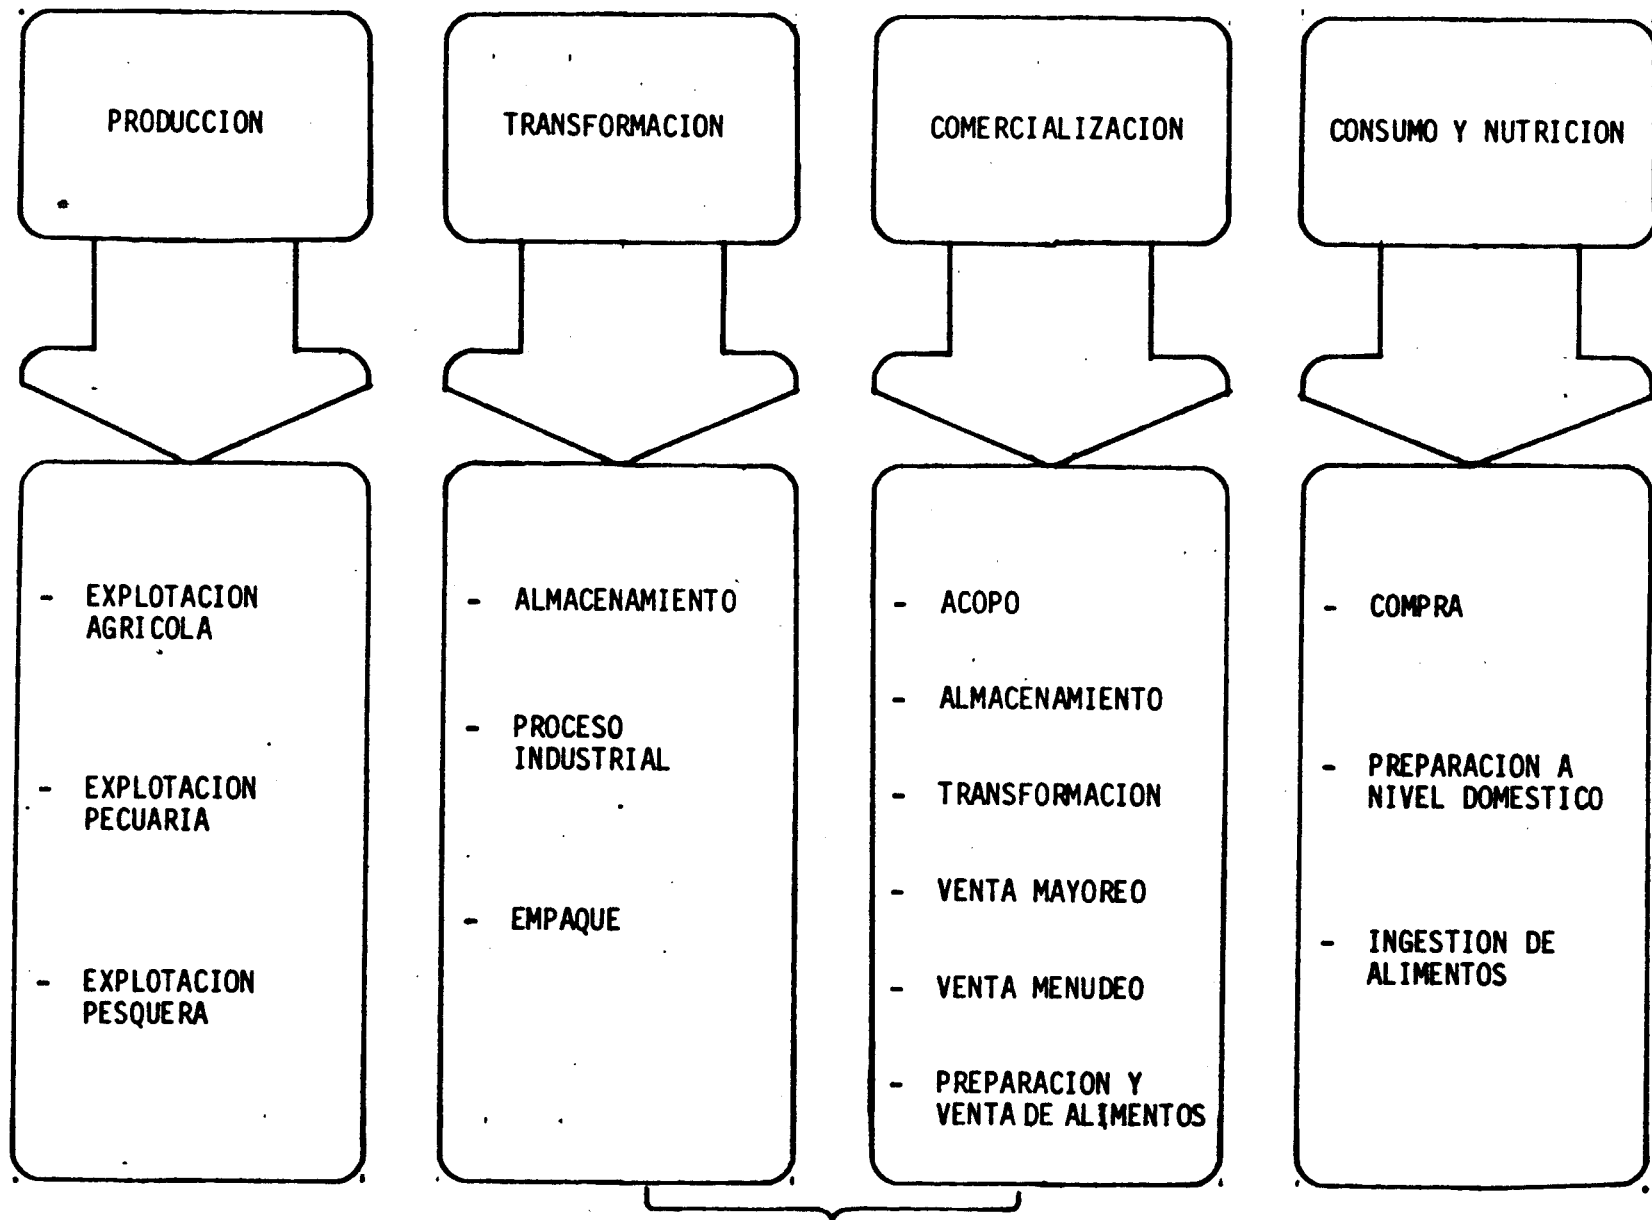 PRODUCCION
TRANSFORMACION
COMERCIALIZACION
CONSUMO Y NUTRICION
- EXPLOTACION
AGRICOLA
- EXPLOTACION
PECUARIA
- EXPLOTACION
PESQUERA
- ALMACENAMIENTO
- PROCESO
INDUSTRIAL
- EMPAQUE
- ACOPO
- ALMACENAMIENTO
- TRANSFORMACION
- VENTA MAYOREO
- VENTA MENUDEO
- PREPARACION Y
VENTA DE ALIMENTOS
- COMPRA
- PREPARACION A
NIVEL DOMESTICO
- INGESTION DE
ALIMENTOS